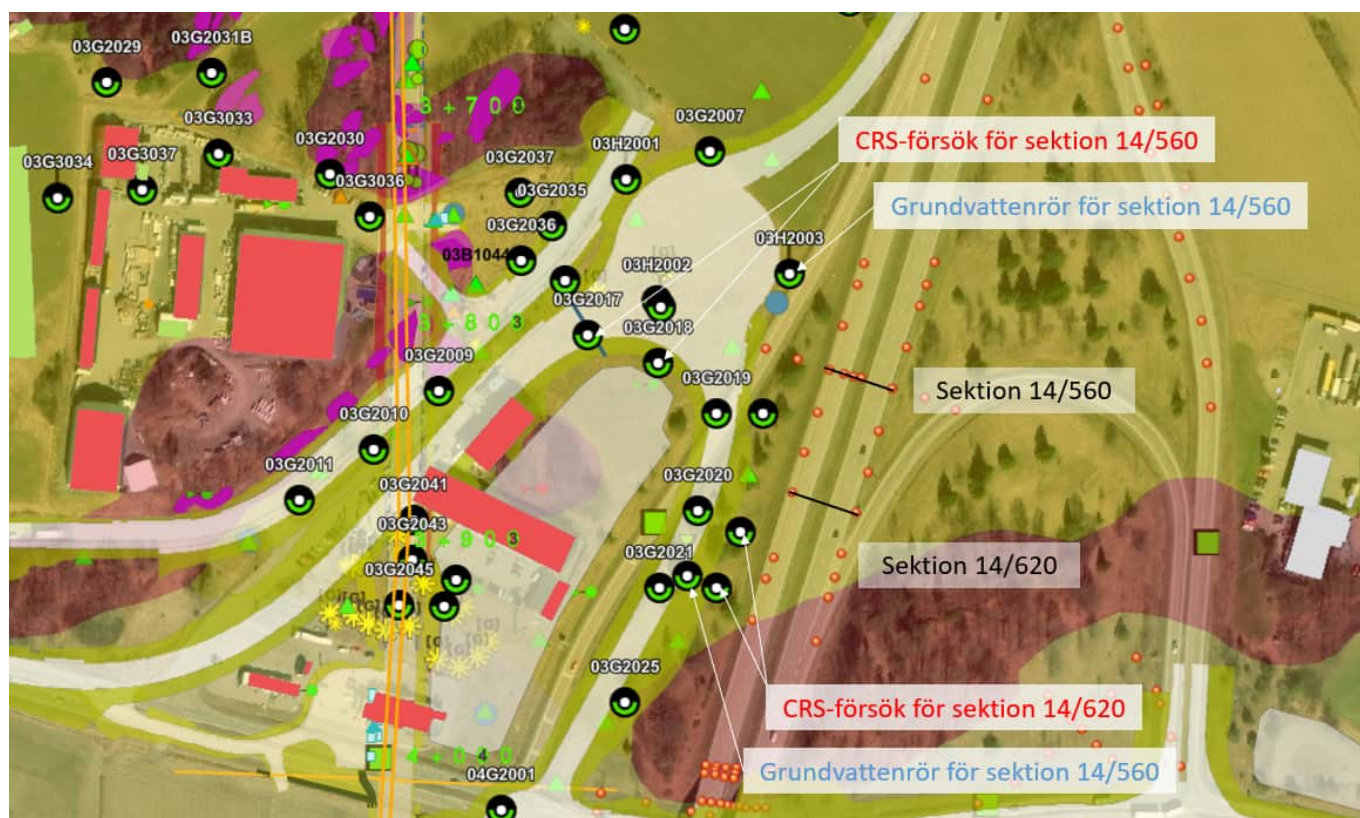 03G2031B
03G2029
8+700
03G3033
03G2007
03G2030
03G2037
03H2001
CRS-försök för sektion 14/560
03G3034
03G3037
03G3036
03G2035
Grundvattenrör för sektion 14/560
03G2036
03H2003
[G]
03B1044
03H2002
03G2017
03G2018
03G2009
03G2019
Sektion 14/560
03G2010
03G2011
03G2041
03G2020
03G2043
03G2021
Sektion 14/620
03G2045
[G]
[G]
[G]
03G2025
CRS-försök för sektion 14/620
Grundvattenrör för sektion 14/560
04G2001